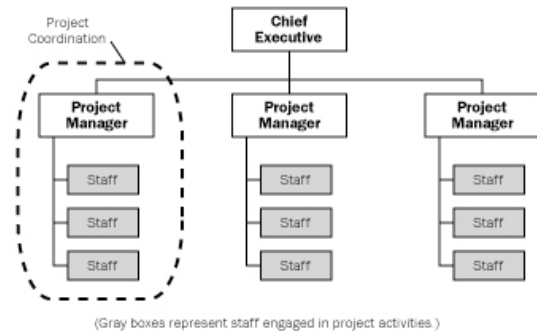 Project
Coordination
Chief
Executive
Project
Manager
Project
Manager
Project
Manager
Staff
Staff
Staff
Staff
Staff
Staff
Staff
Staff
Staff
(Gray boxes represent staff engaged in project activities.)